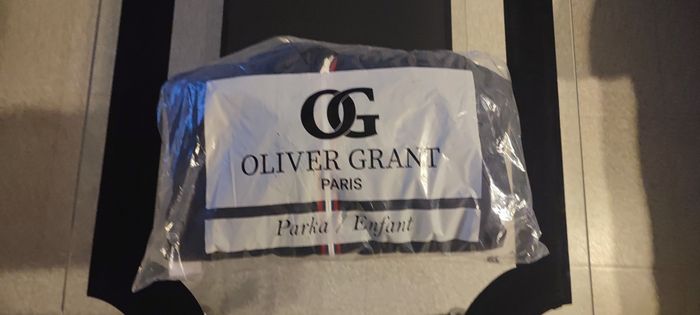 OG
OLIVER GRANT
PARIS
Parka / Enfant